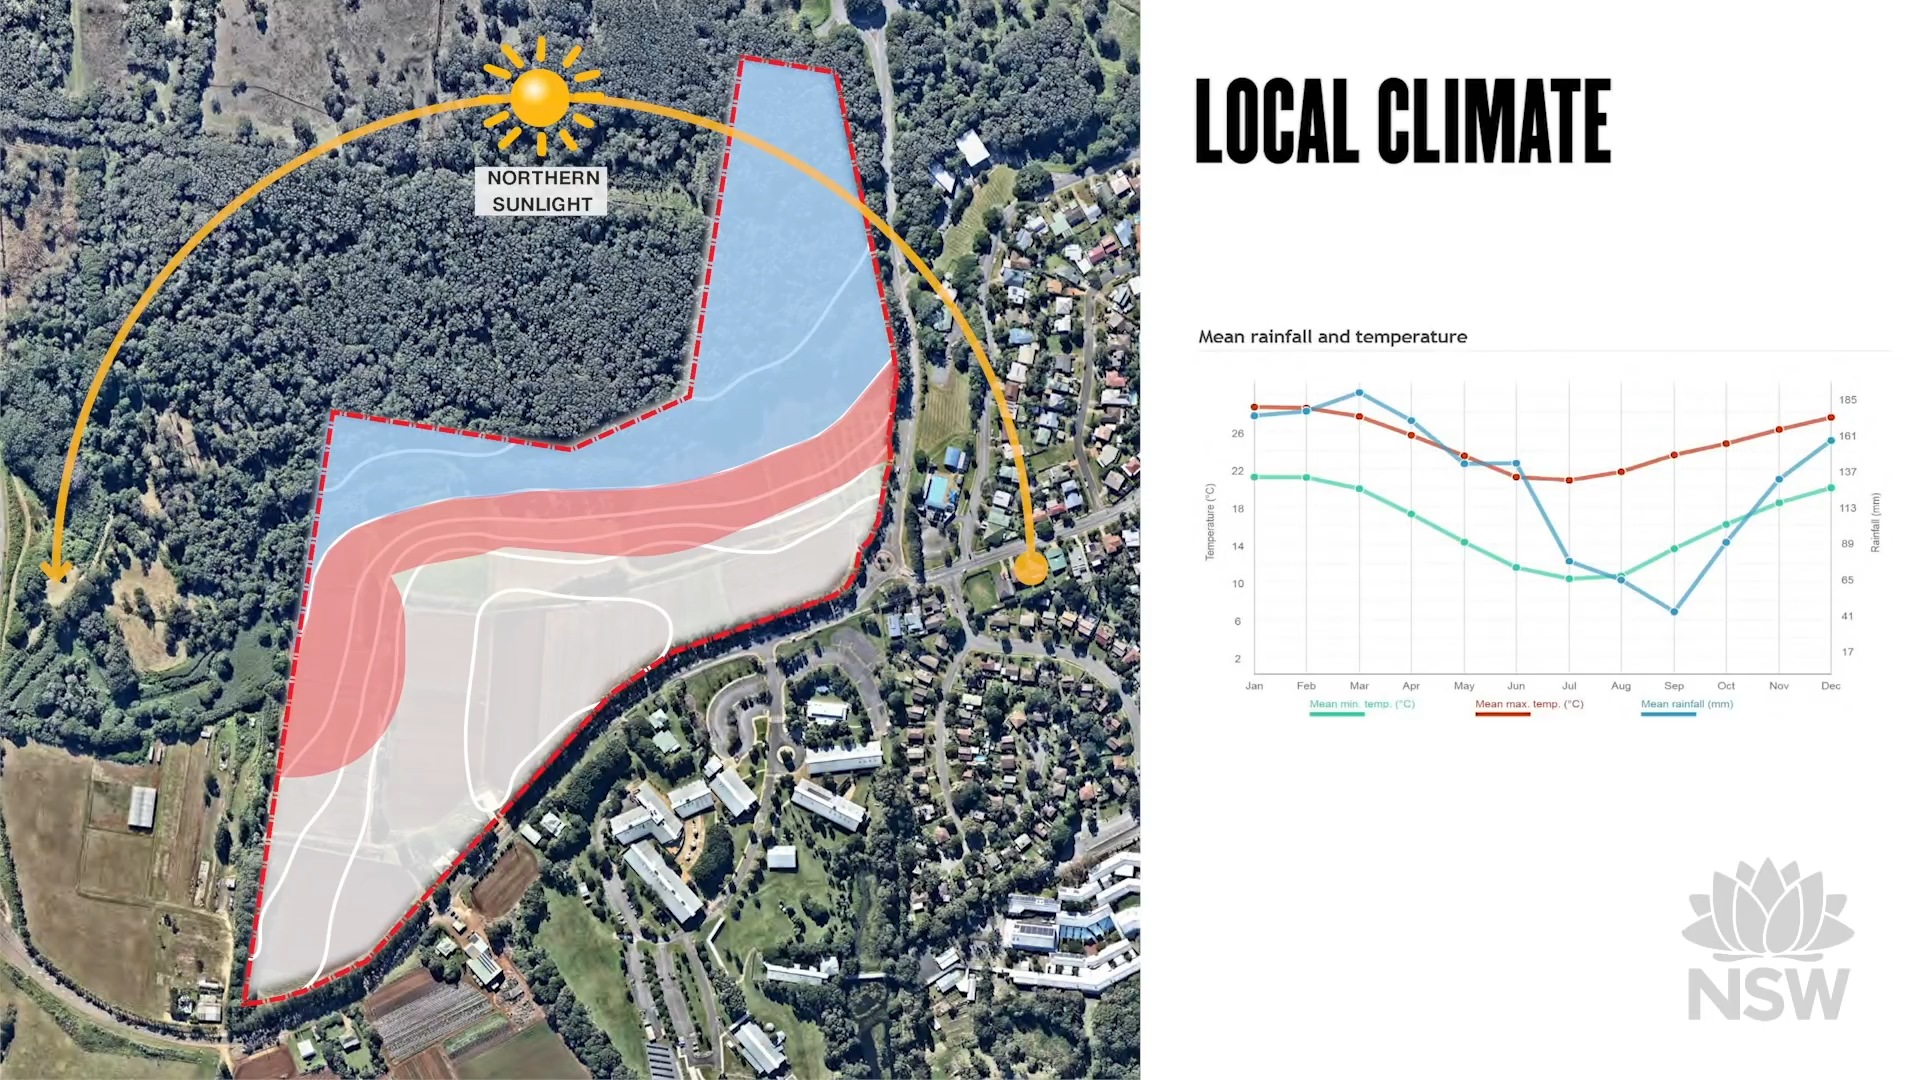 NORTHERN
SUNLIGHT
LOCAL CLIMATE
Mean rainfall and temperature
26
22
18
14
10
6
2
Temperature (°C)
185
161
137
113
89
65
41
17
Rainfall (mm)
Jan Feb Mar Apr May Jun Jul Aug Sep Oct Nov Dec
Mean min. temp. (°C) Mean max. temp. (°C) Mean rainfall (mm)
NSW